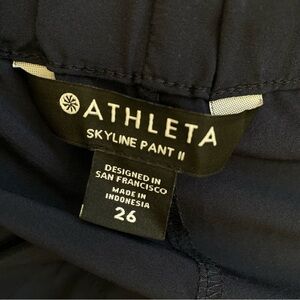 ATHLETA
SKYLINE PANT II
DESIGNED IN
SAN FRANCISCO
MADE IN
INDONESIA
26